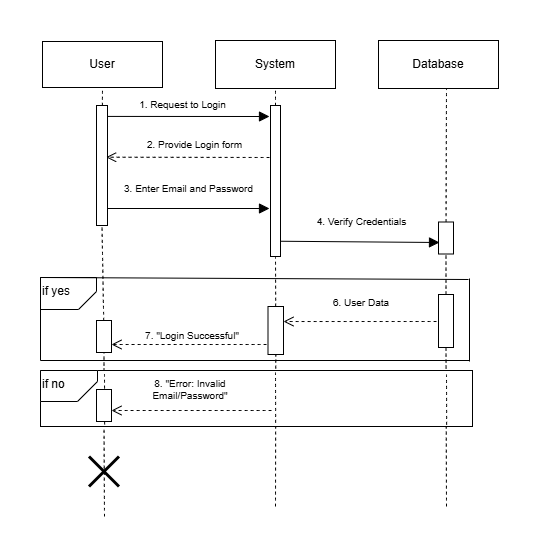 User
System
Database
1. Request to Login
2. Provide Login form
3. Enter Email and Password
4. Verify Credentials
if yes
6. User Data
7. "Login Successful"
if no
8. "Error: Invalid
Email/Password"